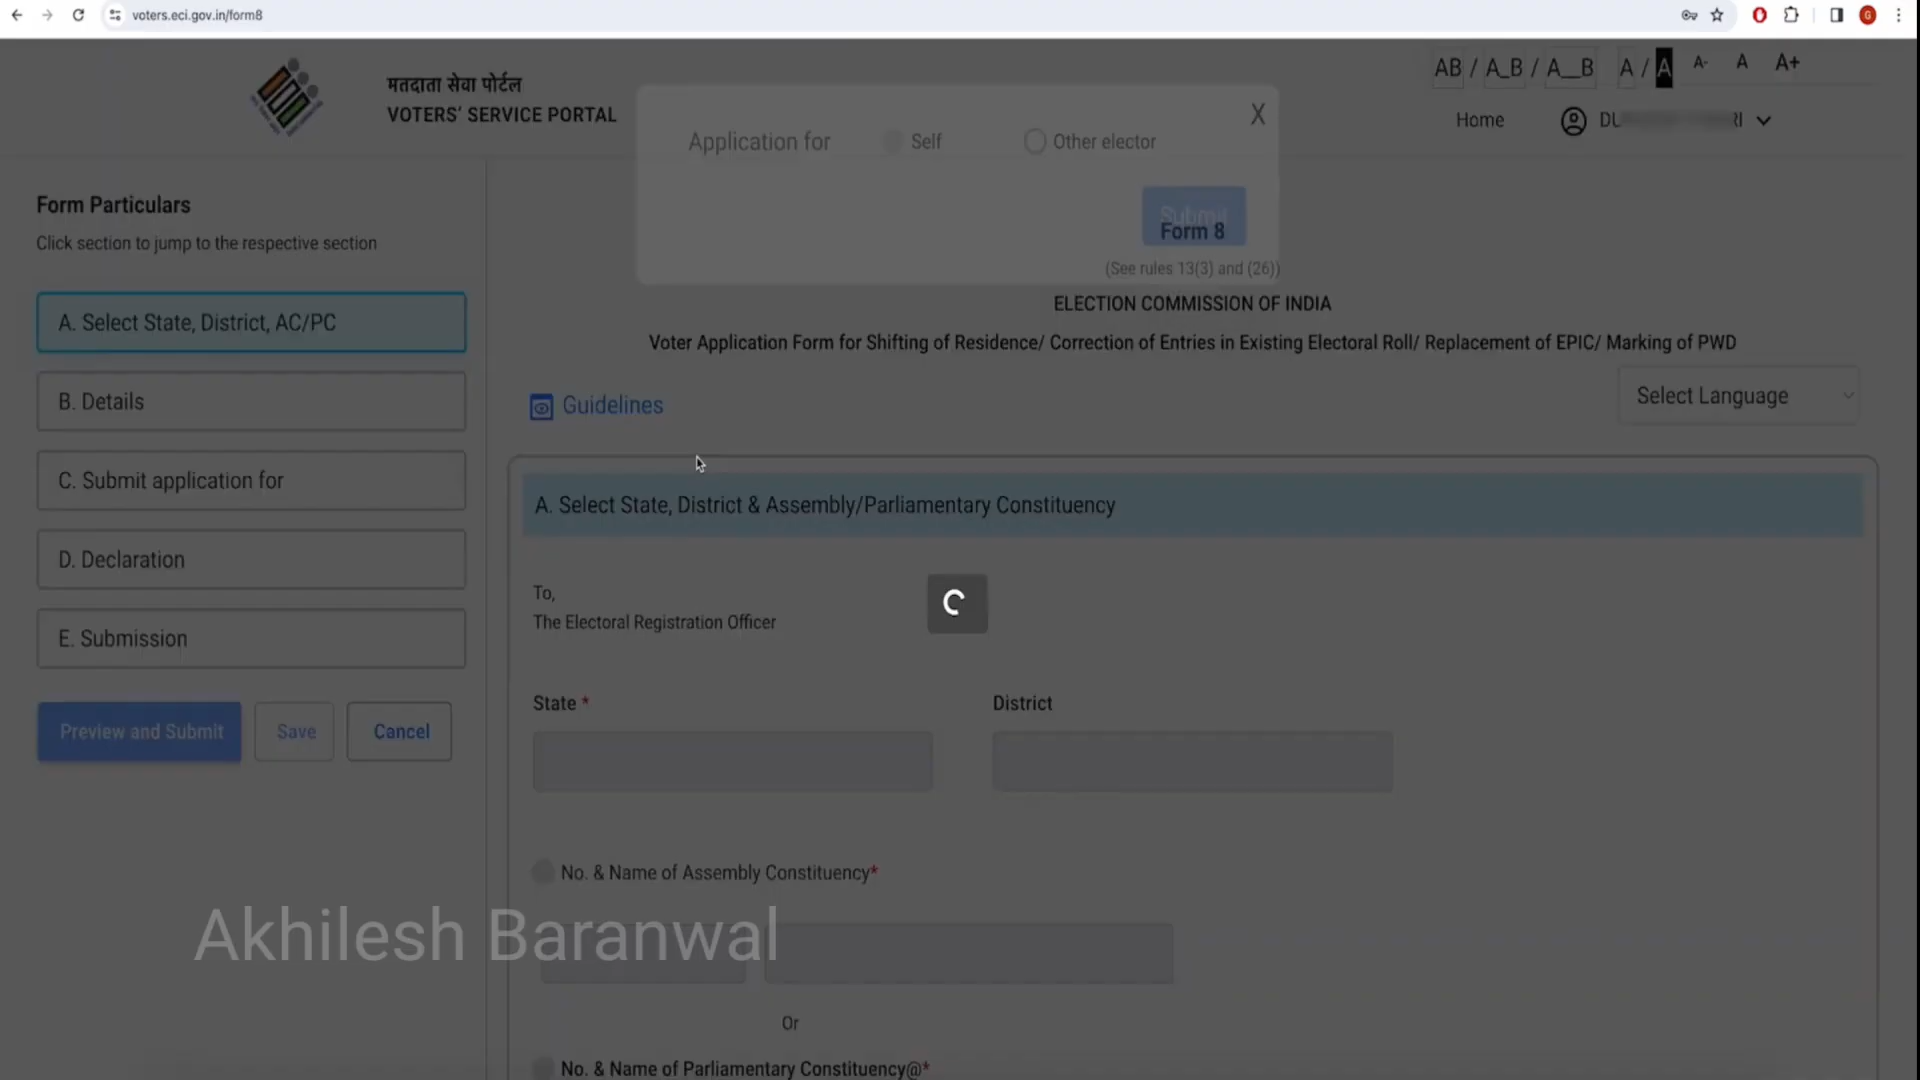 voters.eci.gov.in/form8
G
मतदाता सेवा पोर्टल
VOTERS' SERVICE PORTAL
AB / A_B / A__B A / A A- A A+
Home
Application for Self Other elector X
Submit
Form Particulars
Click section to jump to the respective section
A. Select State, District, AC/PC
B. Details
C. Submit application for
D. Declaration
E. Submission
Preview and Submit Save Cancel
Form 8
(See rules 13(3) and (26))
ELECTION COMMISSION OF INDIA
Voter Application Form for Shifting of Residence/ Correction of Entries in Existing Electoral Roll/ Replacement of EPIC/ Marking of PWD
Guidelines
Select Language
A. Select State, District & Assembly/Parliamentary Constituency
To,
The Electoral Registration Officer
State * District
No. & Name of Assembly Constituency*
Akhilesh Baranwal
Or
No. & Name of Parliamentary Constituency@*